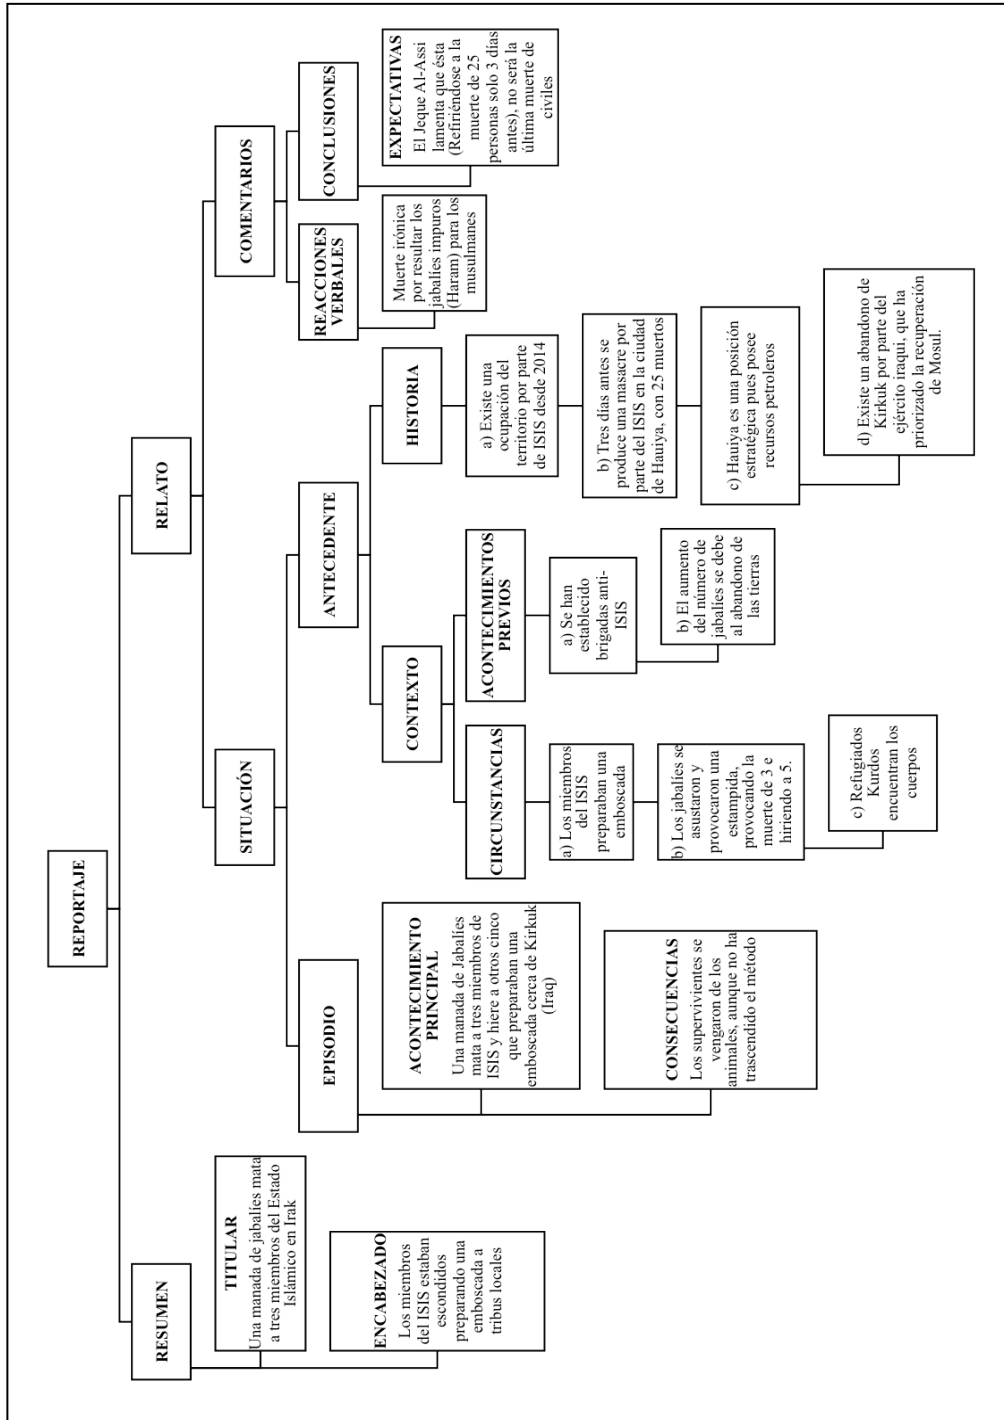 REPORTAJE
RESUMEN
TITULAR
Una manada de jabalíes mata
a tres miembros del Estado
Islámico en Irak
ENCABEZADO
Los miembros
del ISIS estaban
escondidos
preparando una
emboscada a
tribus locales
RELATO
SITUACIÓN
EPISODIO
ACONTECIMIENTO
PRINCIPAL
Una manada de Jabalíes
mata a tres miembros de
ISIS y hiere a otros cinco
que preparaban una
emboscada cerca de Kirkuk
(Iraq)
CONSECUENCIAS
Los supervivientes se
vengaron de los
animales, aunque no ha
trascendido el método
ANTECEDENTE
CONTEXTO
CIRCUNSTANCIAS
a) Los miembros
del ISIS
preparaban una
emboscada
b) Los jabalíes se
asustaron y
provocaron una
estampida,
provocando la
muerte de 3 e
hiriendo a 5.
c) Refugiados
Kurdos
encuentran los
cuerpos
ACONTECIMIENTOS
PREVIOS
a) Se han
establecido
brigadas anti-
ISIS
b) El aumento
del número de
jabalíes se debe
al abandono de
las tierras
HISTORIA
a) Existe una
ocupación del
territorio por parte
de ISIS desde 2014
b) Tres días antes se
produce una masacre por
parte del ISIS en la ciudad
de Hauiya, con 25 muertos
c) Hauiya es una posición
estratégica pues posee
recursos petroleros
d) Existe un abandono de
Kirkuk por parte del
ejército iraqui, que ha
priorizado la recuperación
de Mosul.
COMENTARIOS
REACCIONES
VERBALES
Muerte irónica
por resultar los
jabalíes impuros
(Haram) para los
musulmanes
CONCLUSIONES
EXPECTATIVAS
El Jeque Al-Assi
lamenta que ésta
(Refiriéndose a la
muerte de 25
personas solo 3 días
antes), no será la
última muerte de
civiles